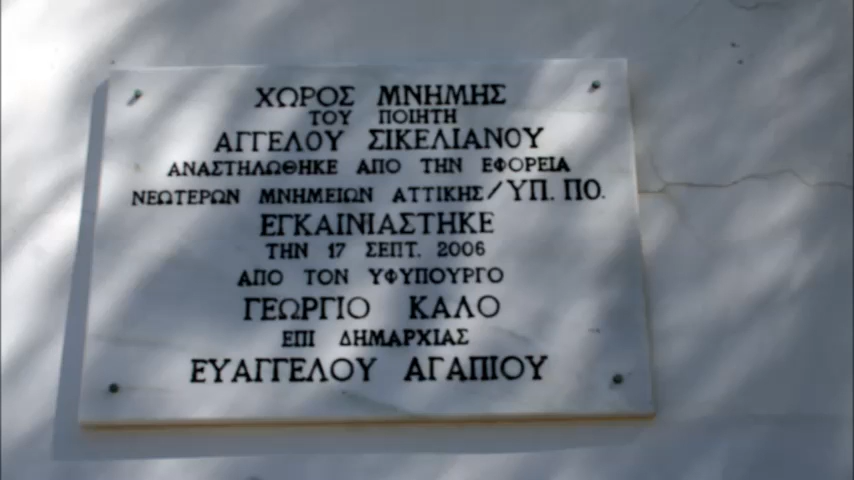 ΧΩΡΟΣ ΜΝΗΜΗΣ
ΤΟΥ ΠΟΙΗΤΗ
ΑΓΓΕΛΟΥ ΣΙΚΕΛΙΑΝΟΥ
ΑΝΑΣΤΗΛΩΘΗΚΕ ΑΠΟ ΤΗΝ ΕΦΟΡΕΙΑ
ΝΕΩΤΕΡΩΝ ΜΝΗΜΕΙΩΝ ΑΤΤΙΚΗΣ/ΥΠ. ΠΟ.
ΕΓΚΑΙΝΙΑΣΤΗΚΕ
ΤΗΝ 17 ΣΕΠΤ. 2006
ΑΠΟ ΤΟΝ ΥΦΥΠΟΥΡΓΟ
ΓΕΩΡΓΙΟ ΚΑΛΟ
ΕΠΙ ΔΗΜΑΡΧΙΑΣ
ΕΥΑΓΓΕΛΟΥ ΑΓΑΠΙΟΥ